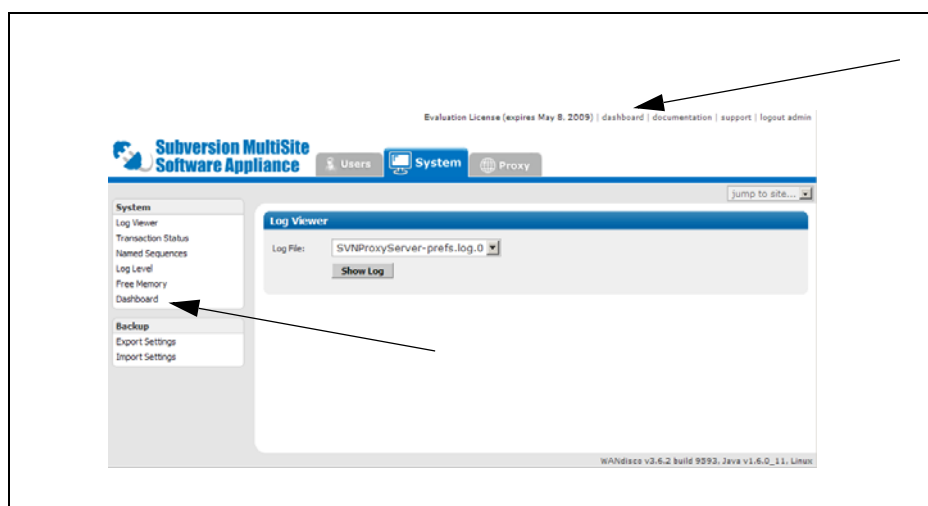 Evaluation License (expires May 8, 2009) | dashboard | documentation | support | logout admin
Subversion MultiSite
Software Appliance
Users
System
Proxy
jump to site...
System
Log Viewer
Transaction Status
Named Sequences
Log Level
Free Memory
Dashboard
Backup
Export Settings
Import Settings
Log Viewer
Log File: SVNProxyServer-prefs.log.0
Show Log
WANdisco v3.6.2 build 9593, Java v1.6.0_11, Linux